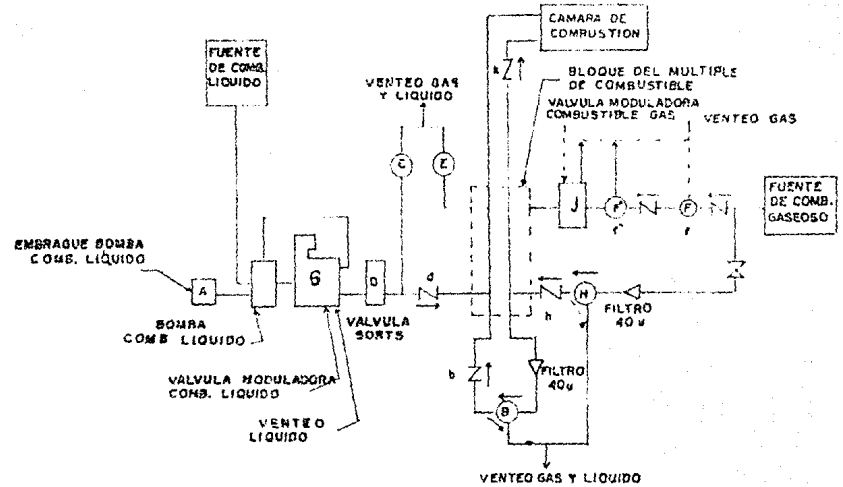 CAMARA DE
COMBUSTION
FUENTE
DE COMB.
LIQUIDO
VENTEO GAS
Y LIQUIDO
k
BLOQUE DEL MULTIPLE
DE COMBUSTIBLE
VALVULA MODULADORA
COMBUSTIBLE GAS
VENTEO GAS
C
E
J
F'
F
f'
f
FUENTE
DE COMB.
GASEOSO
EMBRAGUE BOMBA
COMB. LIQUIDO
A
G
D
d
BOMBA
COMB LIQUIDO
VALVULA
SORTS
h
H
FILTRO
40 u
VALVULA MODULADORA
COMB. LIQUIDO
VENTEO
LIQUIDO
b
FILTRO
40u
B
VENTEO GAS Y LIQUIDO